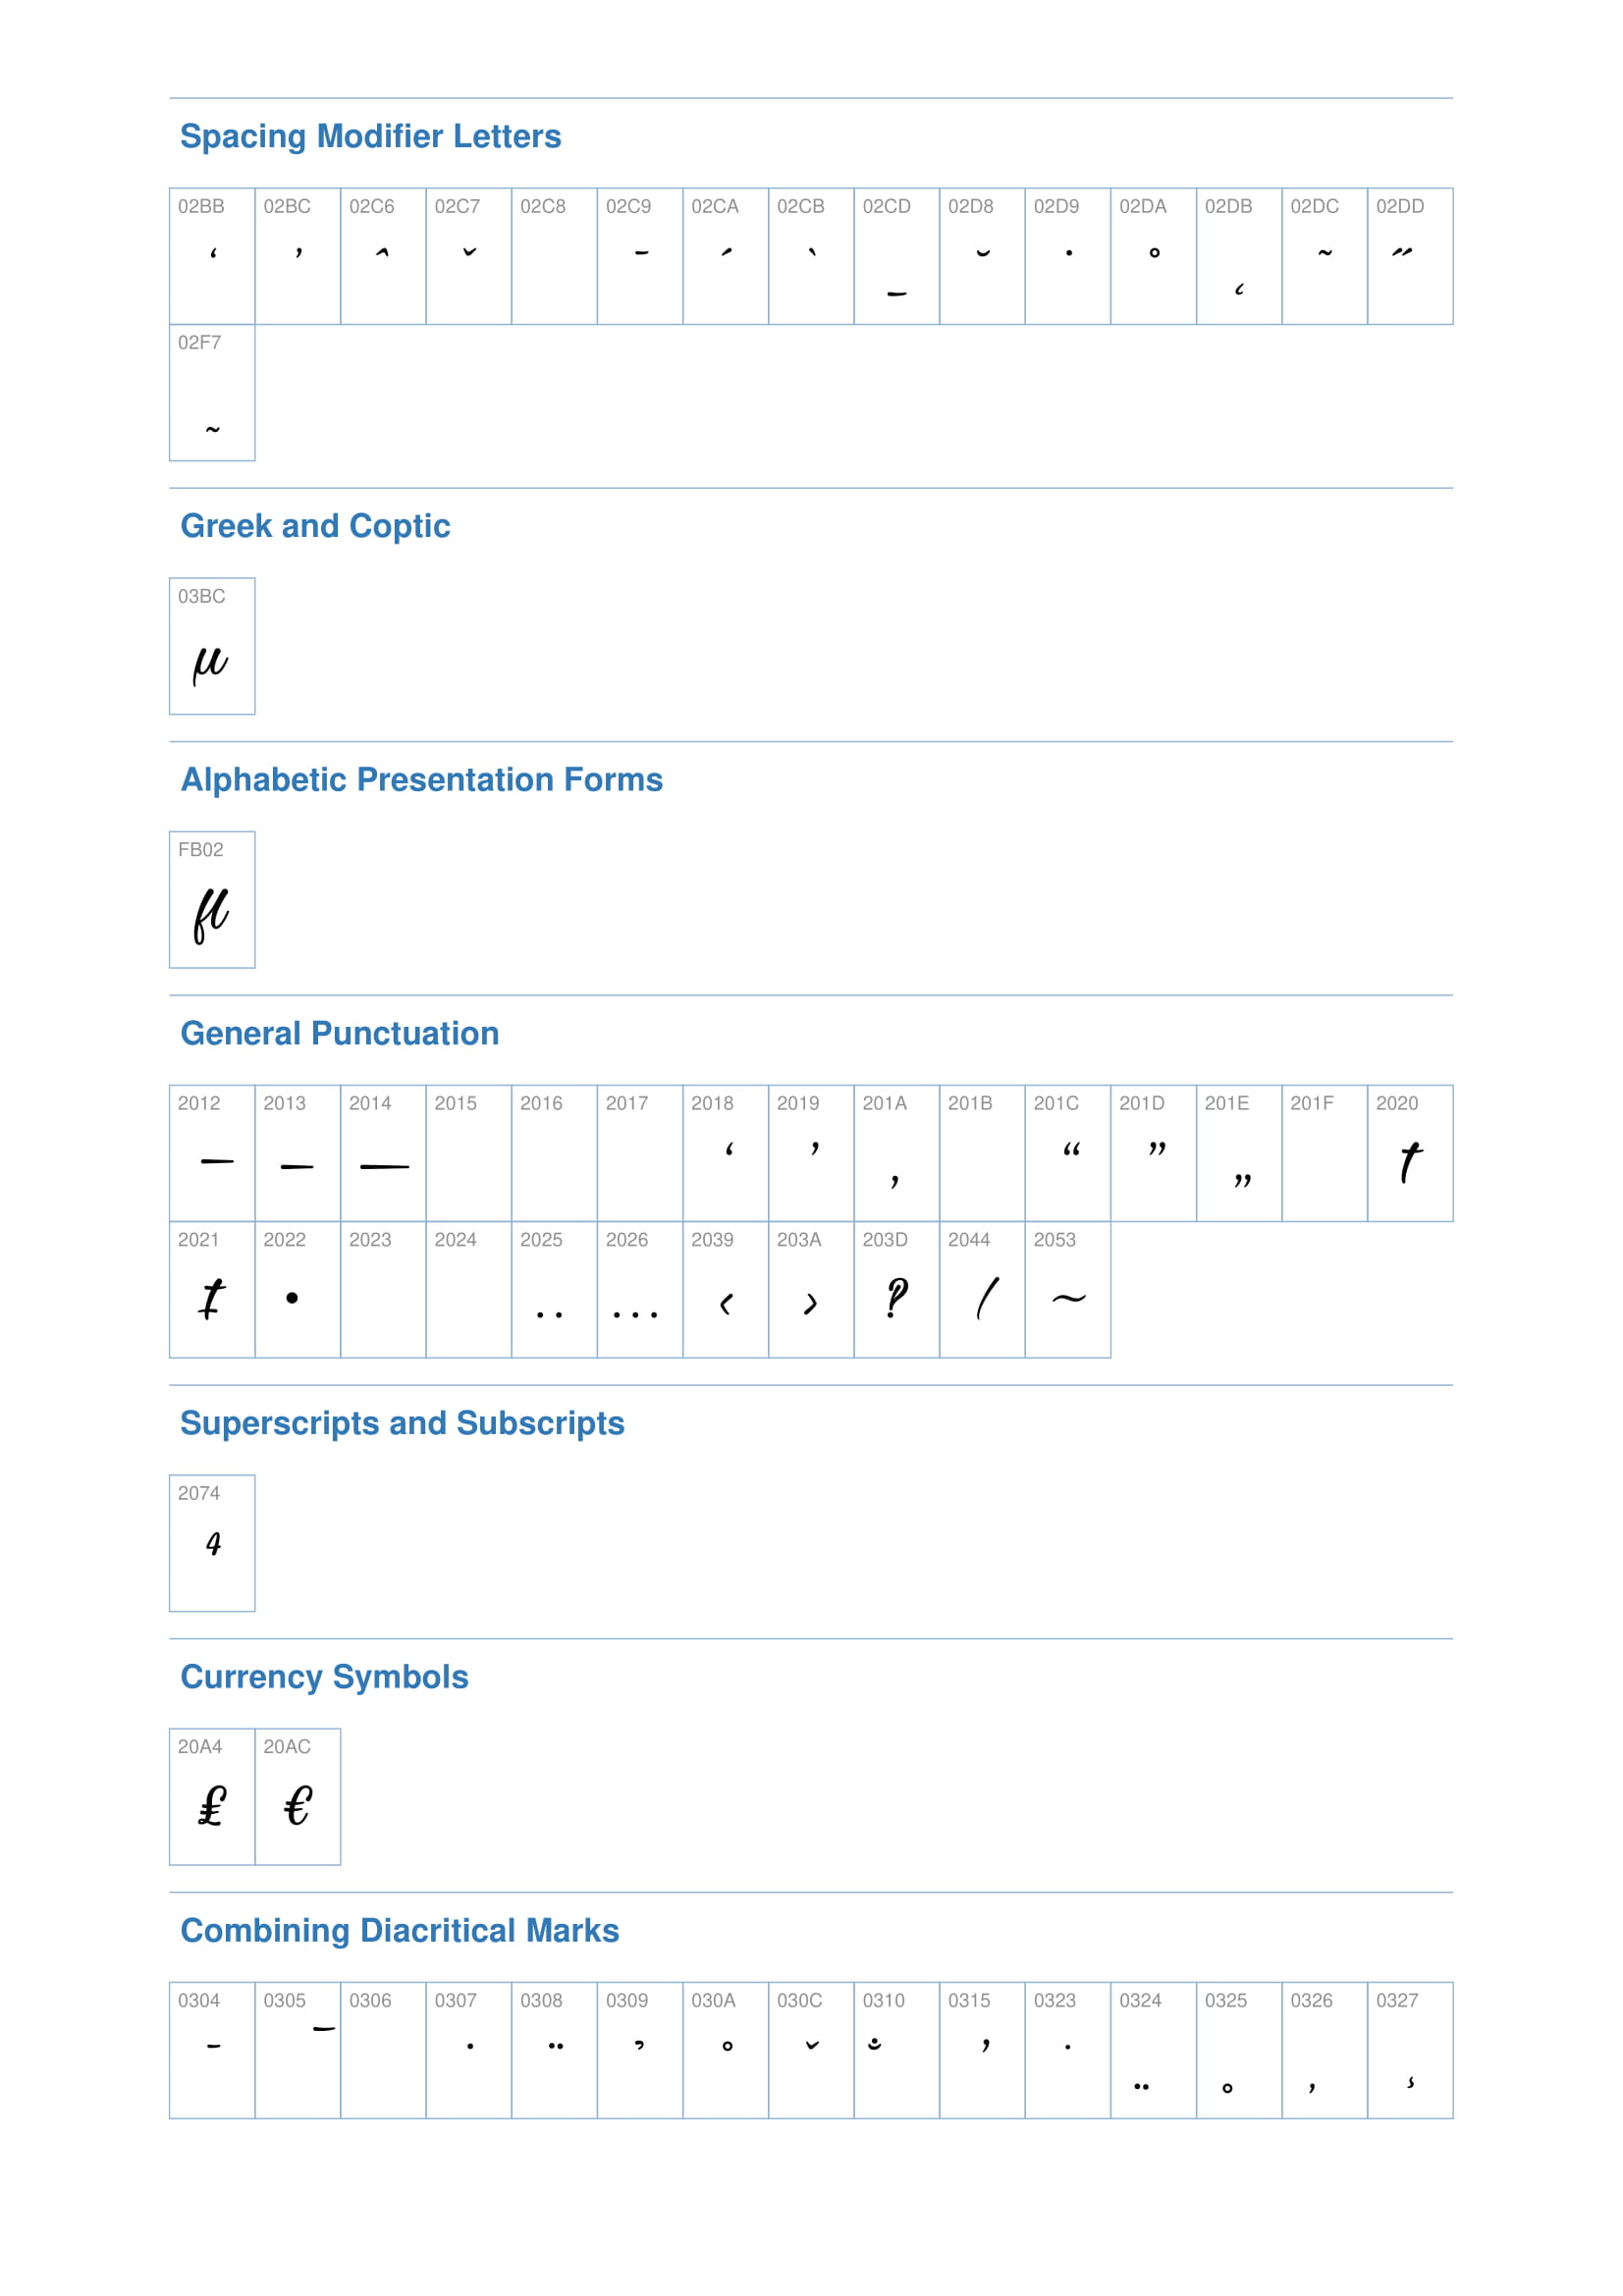 Spacing Modifier Letters
02BB 02BC 02C6 02C7 02C8 02C9 02CA 02CB 02CD 02D8 02D9 02DA 02DB 02DC 02DD
ʻ ʼ ˆ ˇ ˉ ˊ ˋ ˍ ˘ ˙ ˚ ˛ ˜ ˝
02F7
˷
Greek and Coptic
03BC
μ
Alphabetic Presentation Forms
FB02
ﬂ
General Punctuation
2012 2013 2014 2015 2016 2017 2018 2019 201A 201B 201C 201D 201E 201F 2020
‒ – — ‘ ’ ‚ “ ” „ †
2021 2022 2023 2024 2025 2026 2039 203A 203D 2044 2053
‡ • ‥ … ‹ › ‽ ⁄ ⁓
Superscripts and Subscripts
2074
⁴
Currency Symbols
20A4 20AC
₤ €
Combining Diacritical Marks
0304 0305 0306 0307 0308 0309 030A 030C 0310 0315 0323 0324 0325 0326 0327
̄ ̅ ̇ ̈ ̉ ̊ ̌ ̐ ̕ ̣ ̤ ̥ ̦ ̧